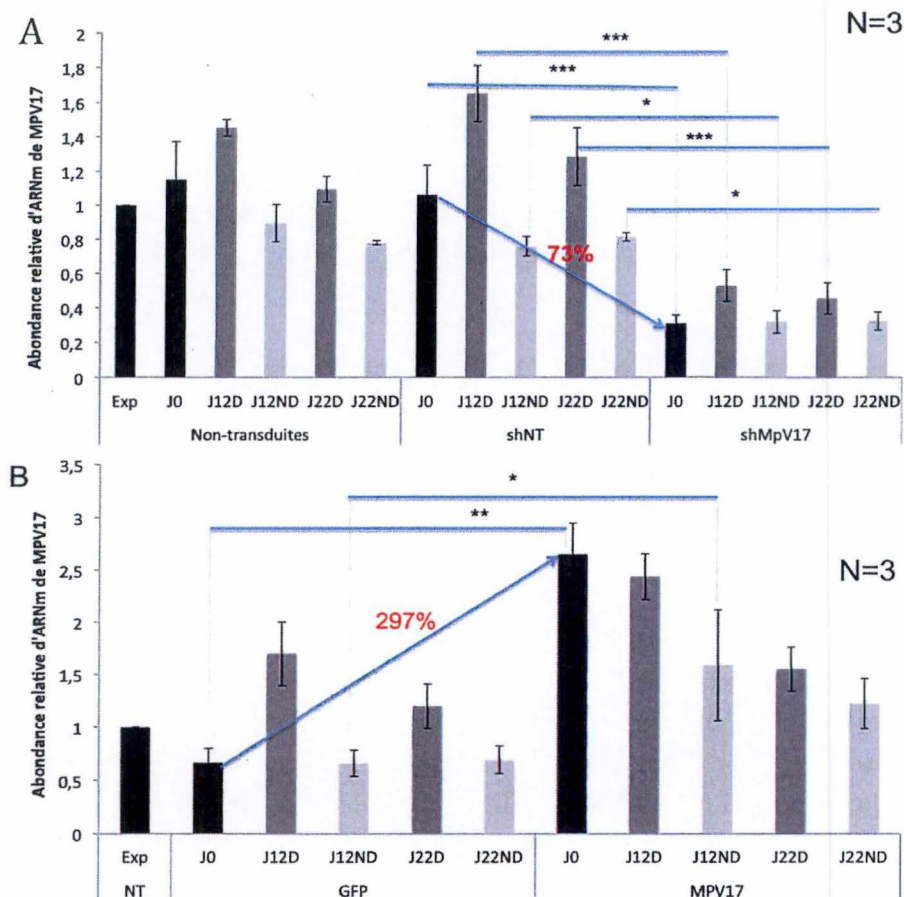 A
N=3
Abondance relative d'ARNm de MPV17
2
1,8
1,6
1,4
1,2
1
0,8
0,6
0,4
0,2
0
***
***
*
***
*
73%
Exp J0 J12D J12ND J22D J22ND J0 J12D J12ND J22D J22ND J0 J12D J12ND J22D J22ND
Non-transduites shNT shMpV17
B
N=3
Abondance relative d'ARNm de MPV17
3,5
3
2,5
2
1,5
1
0,5
0
*
**
297%
Exp J0 J12D J12ND J22D J22ND J0 J12D J12ND J22D J22ND
NT GFP MPV17